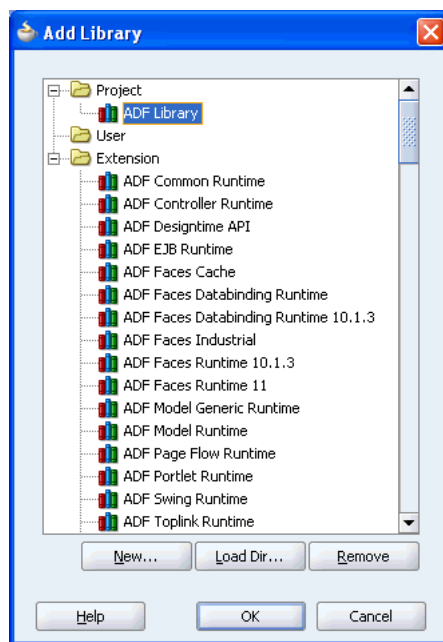 Add Library
Project
ADF Library
User
Extension
ADF Common Runtime
ADF Controller Runtime
ADF Designtime API
ADF EJB Runtime
ADF Faces Cache
ADF Faces Databinding Runtime
ADF Faces Databinding Runtime 10.1.3
ADF Faces Industrial
ADF Faces Runtime 10.1.3
ADF Faces Runtime 11
ADF Model Generic Runtime
ADF Model Runtime
ADF Page Flow Runtime
ADF Portlet Runtime
ADF Swing Runtime
ADF Toplink Runtime
New... Load Dir... Remove
Help OK Cancel